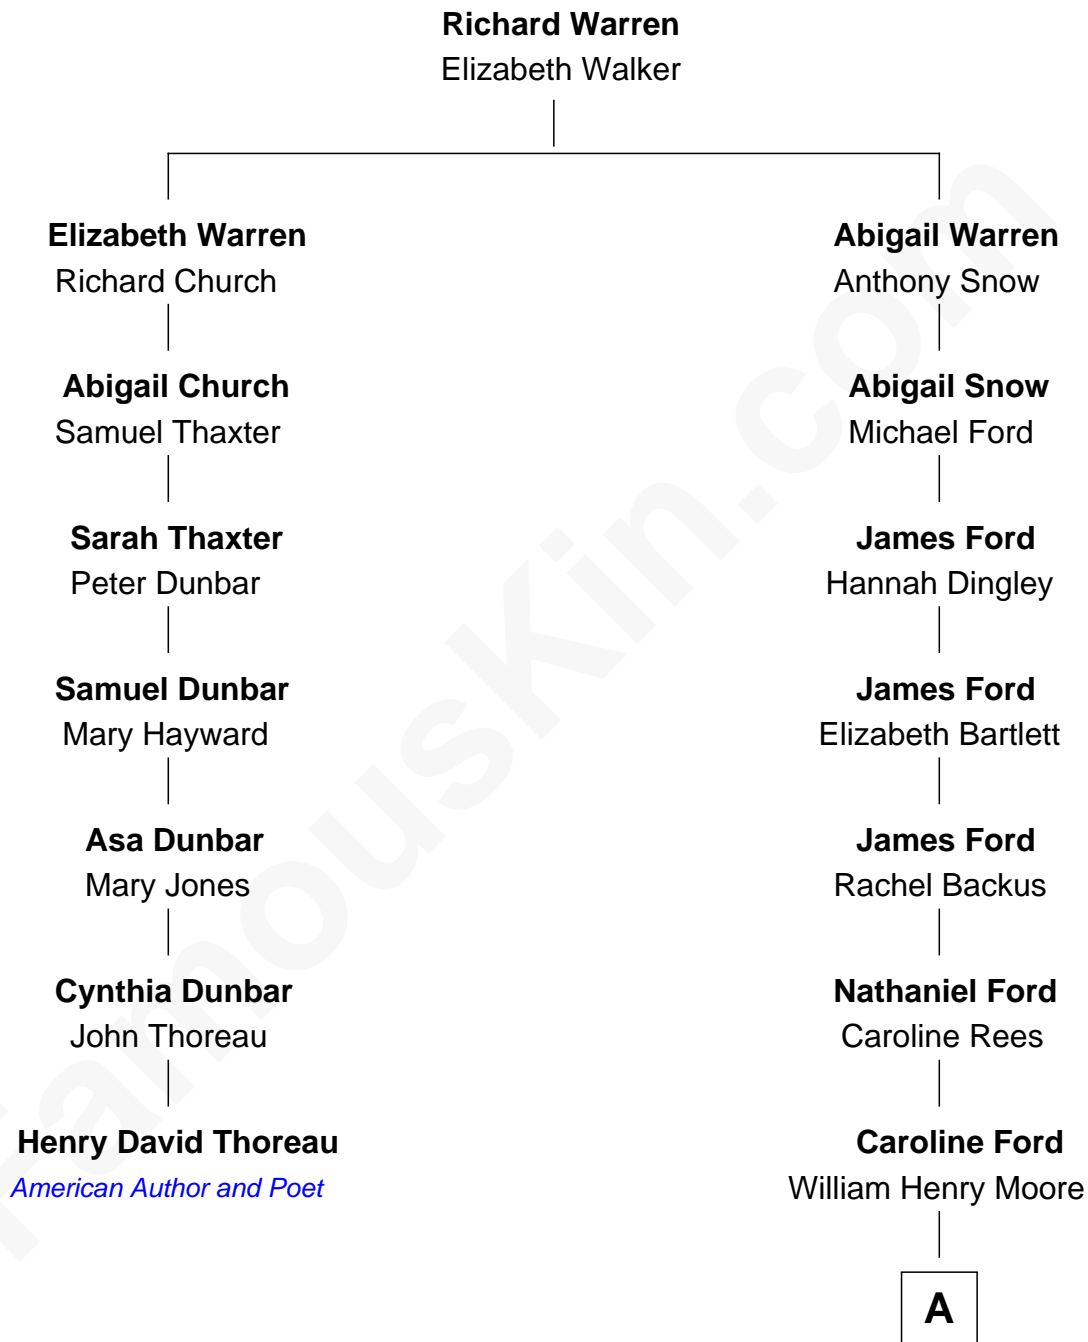 Richard Warren
Elizabeth Walker
Elizabeth Warren
Richard Church
Abigail Warren
Anthony Snow
Abigail Church
Samuel Thaxter
Abigail Snow
Michael Ford
Sarah Thaxter
Peter Dunbar
James Ford
Hannah Dingley
Samuel Dunbar
Mary Hayward
James Ford
Elizabeth Bartlett
Asa Dunbar
Mary Jones
James Ford
Rachel Backus
Cynthia Dunbar
John Thoreau
Nathaniel Ford
Caroline Rees
Henry David Thoreau
American Author and Poet
Caroline Ford
William Henry Moore
A
FamousKin.com